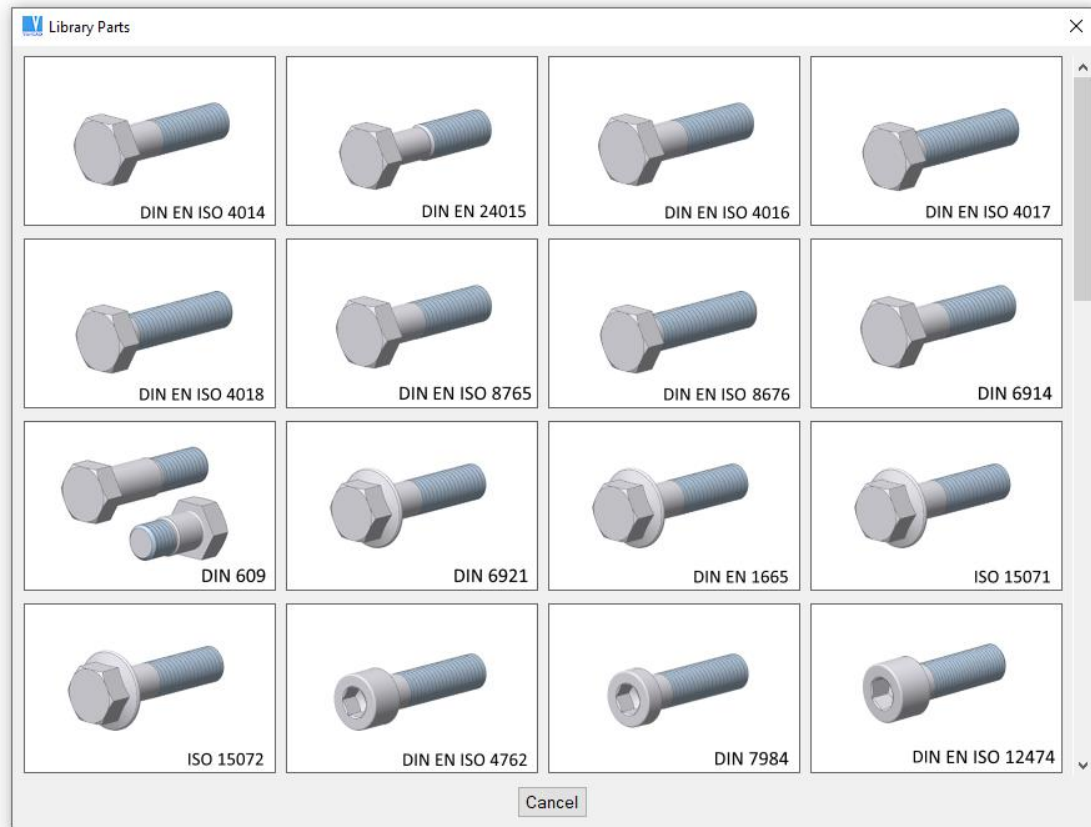 Library Parts
DIN EN ISO 4014
DIN EN 24015
DIN EN ISO 4016
DIN EN ISO 4017
DIN EN ISO 4018
DIN EN ISO 8765
DIN EN ISO 8676
DIN 6914
DIN 609
DIN 6921
DIN EN 1665
ISO 15071
ISO 15072
DIN EN ISO 4762
DIN 7984
DIN EN ISO 12474
Cancel